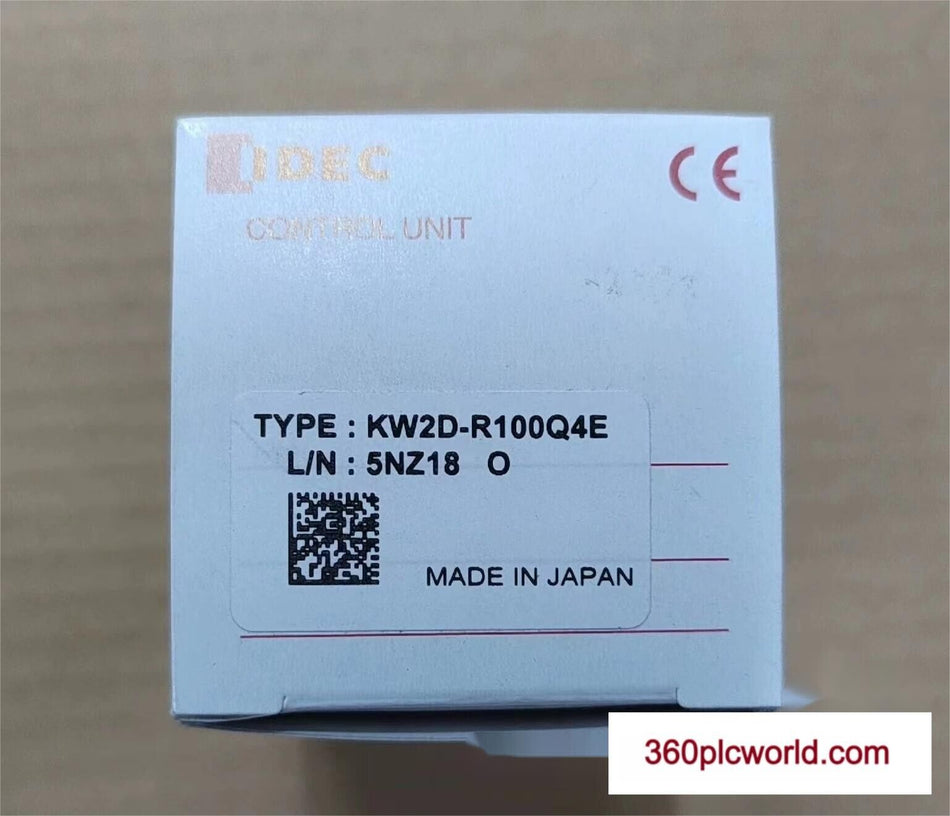 IDEC
CE
CONTROL UNIT
TYPE : KW2D-R100Q4E
L/N : 5NZ18 O
MADE IN JAPAN
360plcworld.com